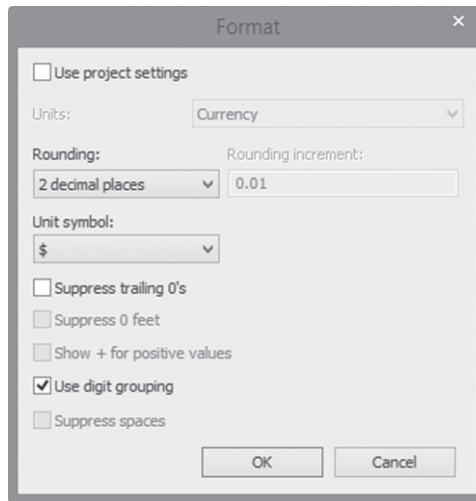 Format
Use project settings
Units: Currency
Rounding: Rounding increment:
2 decimal places 0.01
Unit symbol:
$
Suppress trailing 0's
Suppress 0 feet
Show + for positive values
Use digit grouping
Suppress spaces
OK Cancel